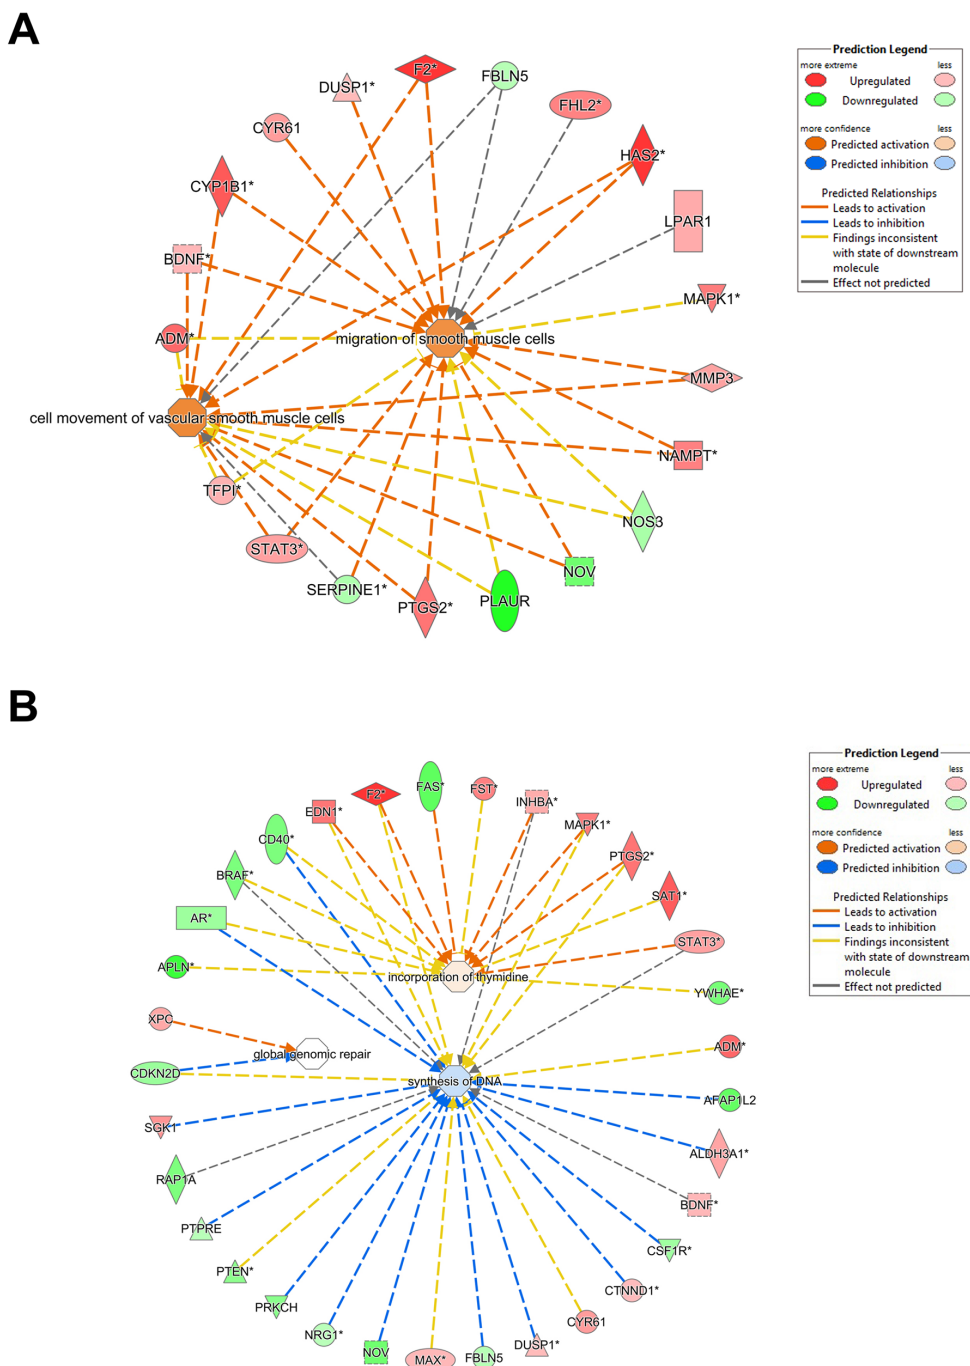 A
F2*
FBLN5
DUSP1*
FHL2*
CYR61
HAS2*
CYP1B1*
LPAR1
BDNF*
MAPK1*
ADM*
migration of smooth muscle cells
MMP3
cell movement of vascular smooth muscle cells
NAMPT*
TFPI*
NOS3
STAT3*
NOV
SERPINE1*
PTGS2*
PLAUR
Prediction Legend
more extreme less
Upregulated
Downregulated
more confidence less
Predicted activation
Predicted inhibition
Predicted Relationships
Leads to activation
Leads to inhibition
Findings inconsistent
with state of downstream
molecule
Effect not predicted
B
FAS*
FST*
F2*
INHBA*
EDN1*
MAPK1*
CD40*
PTGS2*
BRAF*
SAT1*
AR*
STAT3*
APLN*
incorporation of thymidine
YWHAE*
XPC
global genomic repair
ADM*
CDKN2D
synthesis of DNA
AFAP1L2
SGK1
ALDH3A1*
RAP1A
BDNF*
PTPRE
CSF1R*
PTEN*
CTNND1*
PRKCH
CYR61
NRG1*
DUSP1*
NOV
MAX*
FBLN5
Prediction Legend
more extreme less
Upregulated
Downregulated
more confidence less
Predicted activation
Predicted inhibition
Predicted Relationships
Leads to activation
Leads to inhibition
Findings inconsistent
with state of downstream
molecule
Effect not predicted